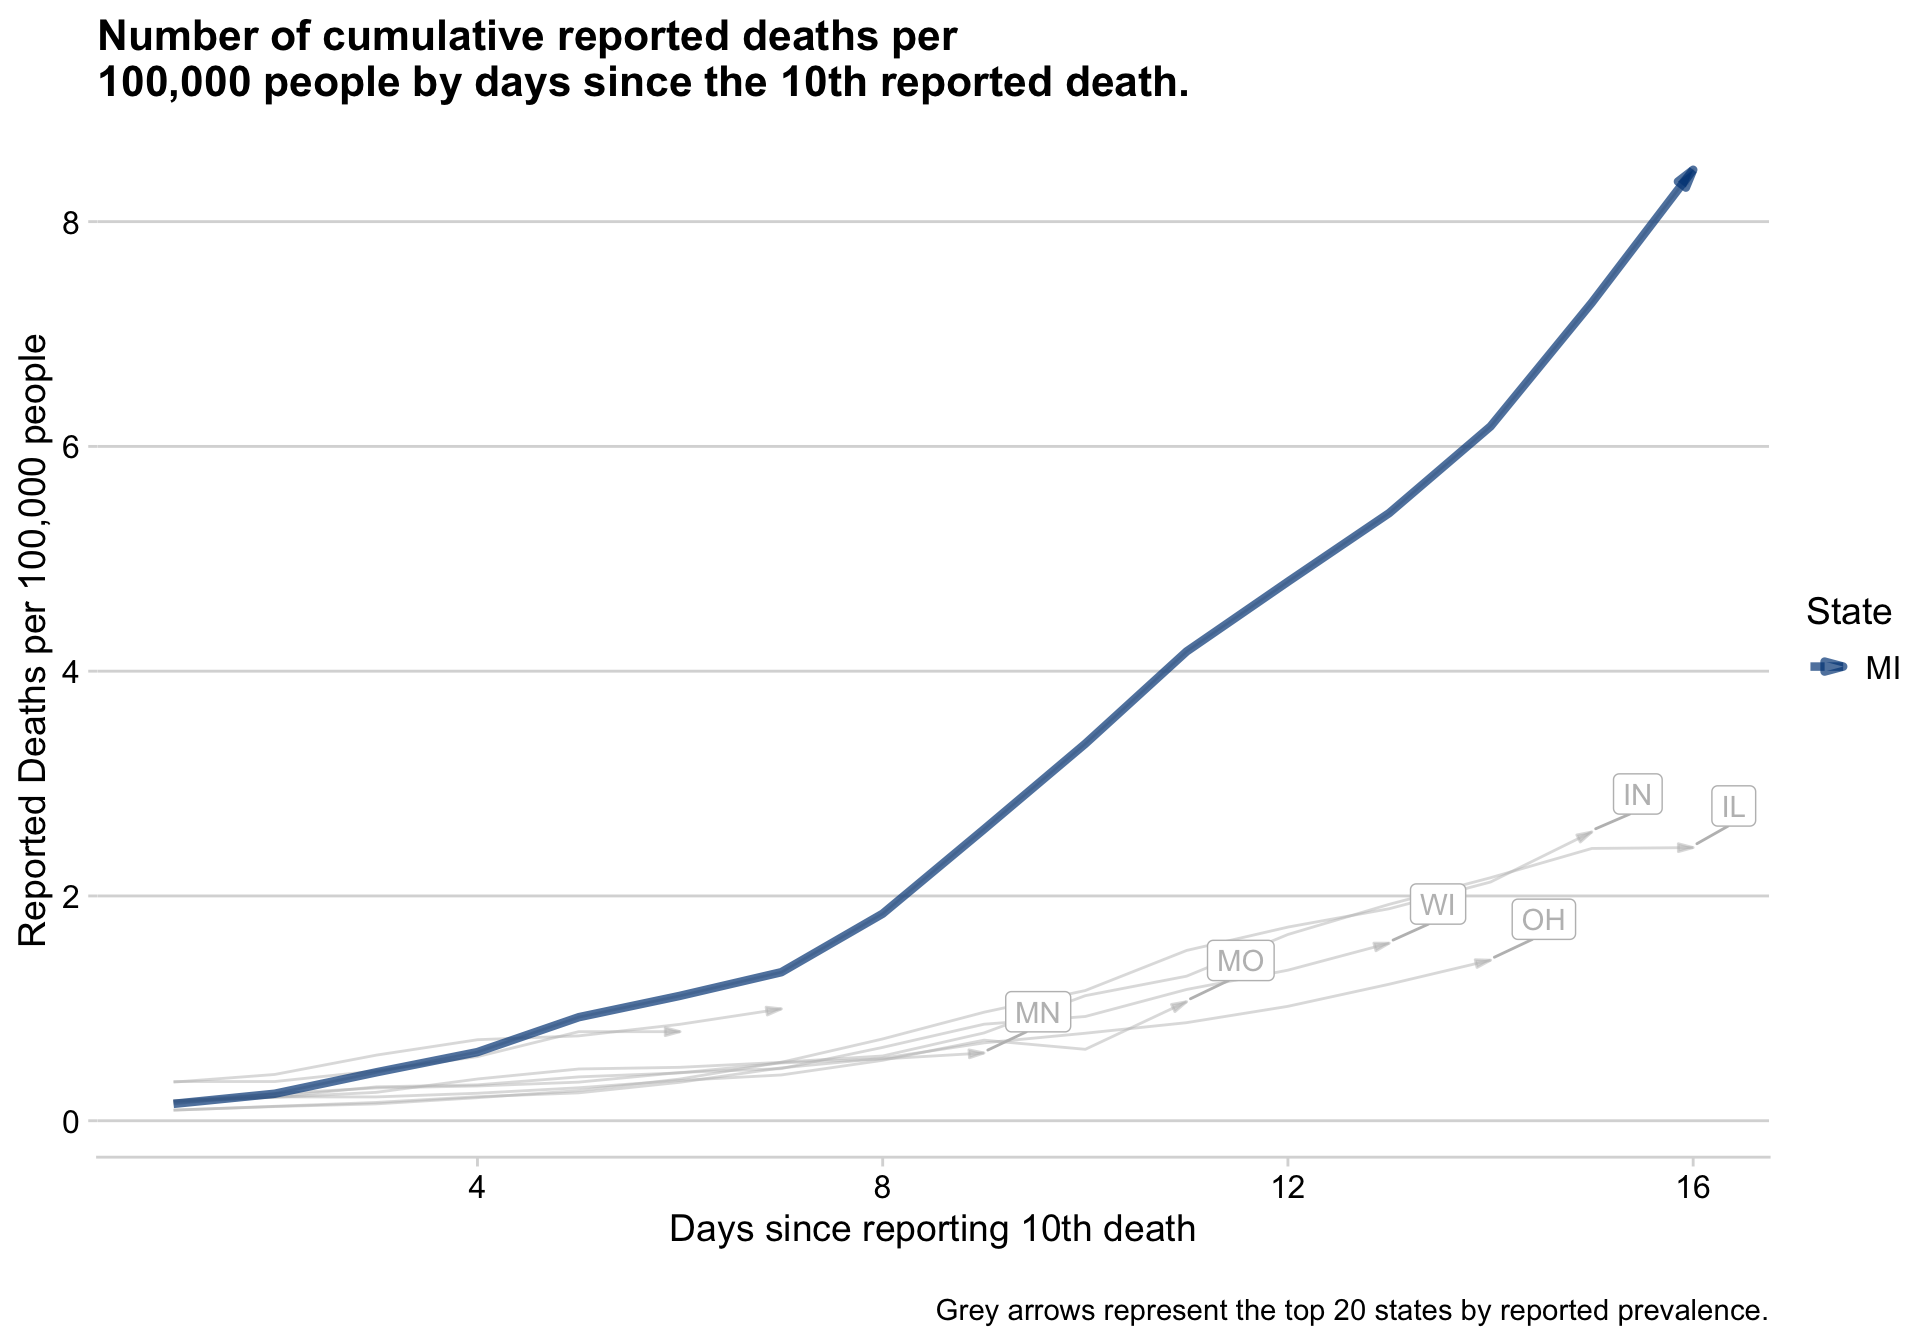 Number of cumulative reported deaths per
100,000 people by days since the 10th reported death.
Reported Deaths per 100,000 people
8
6
4
2
0
IN
IL
WI
OH
MO
MN
State
MI
4
8
12
16
Days since reporting 10th death
Grey arrows represent the top 20 states by reported prevalence.